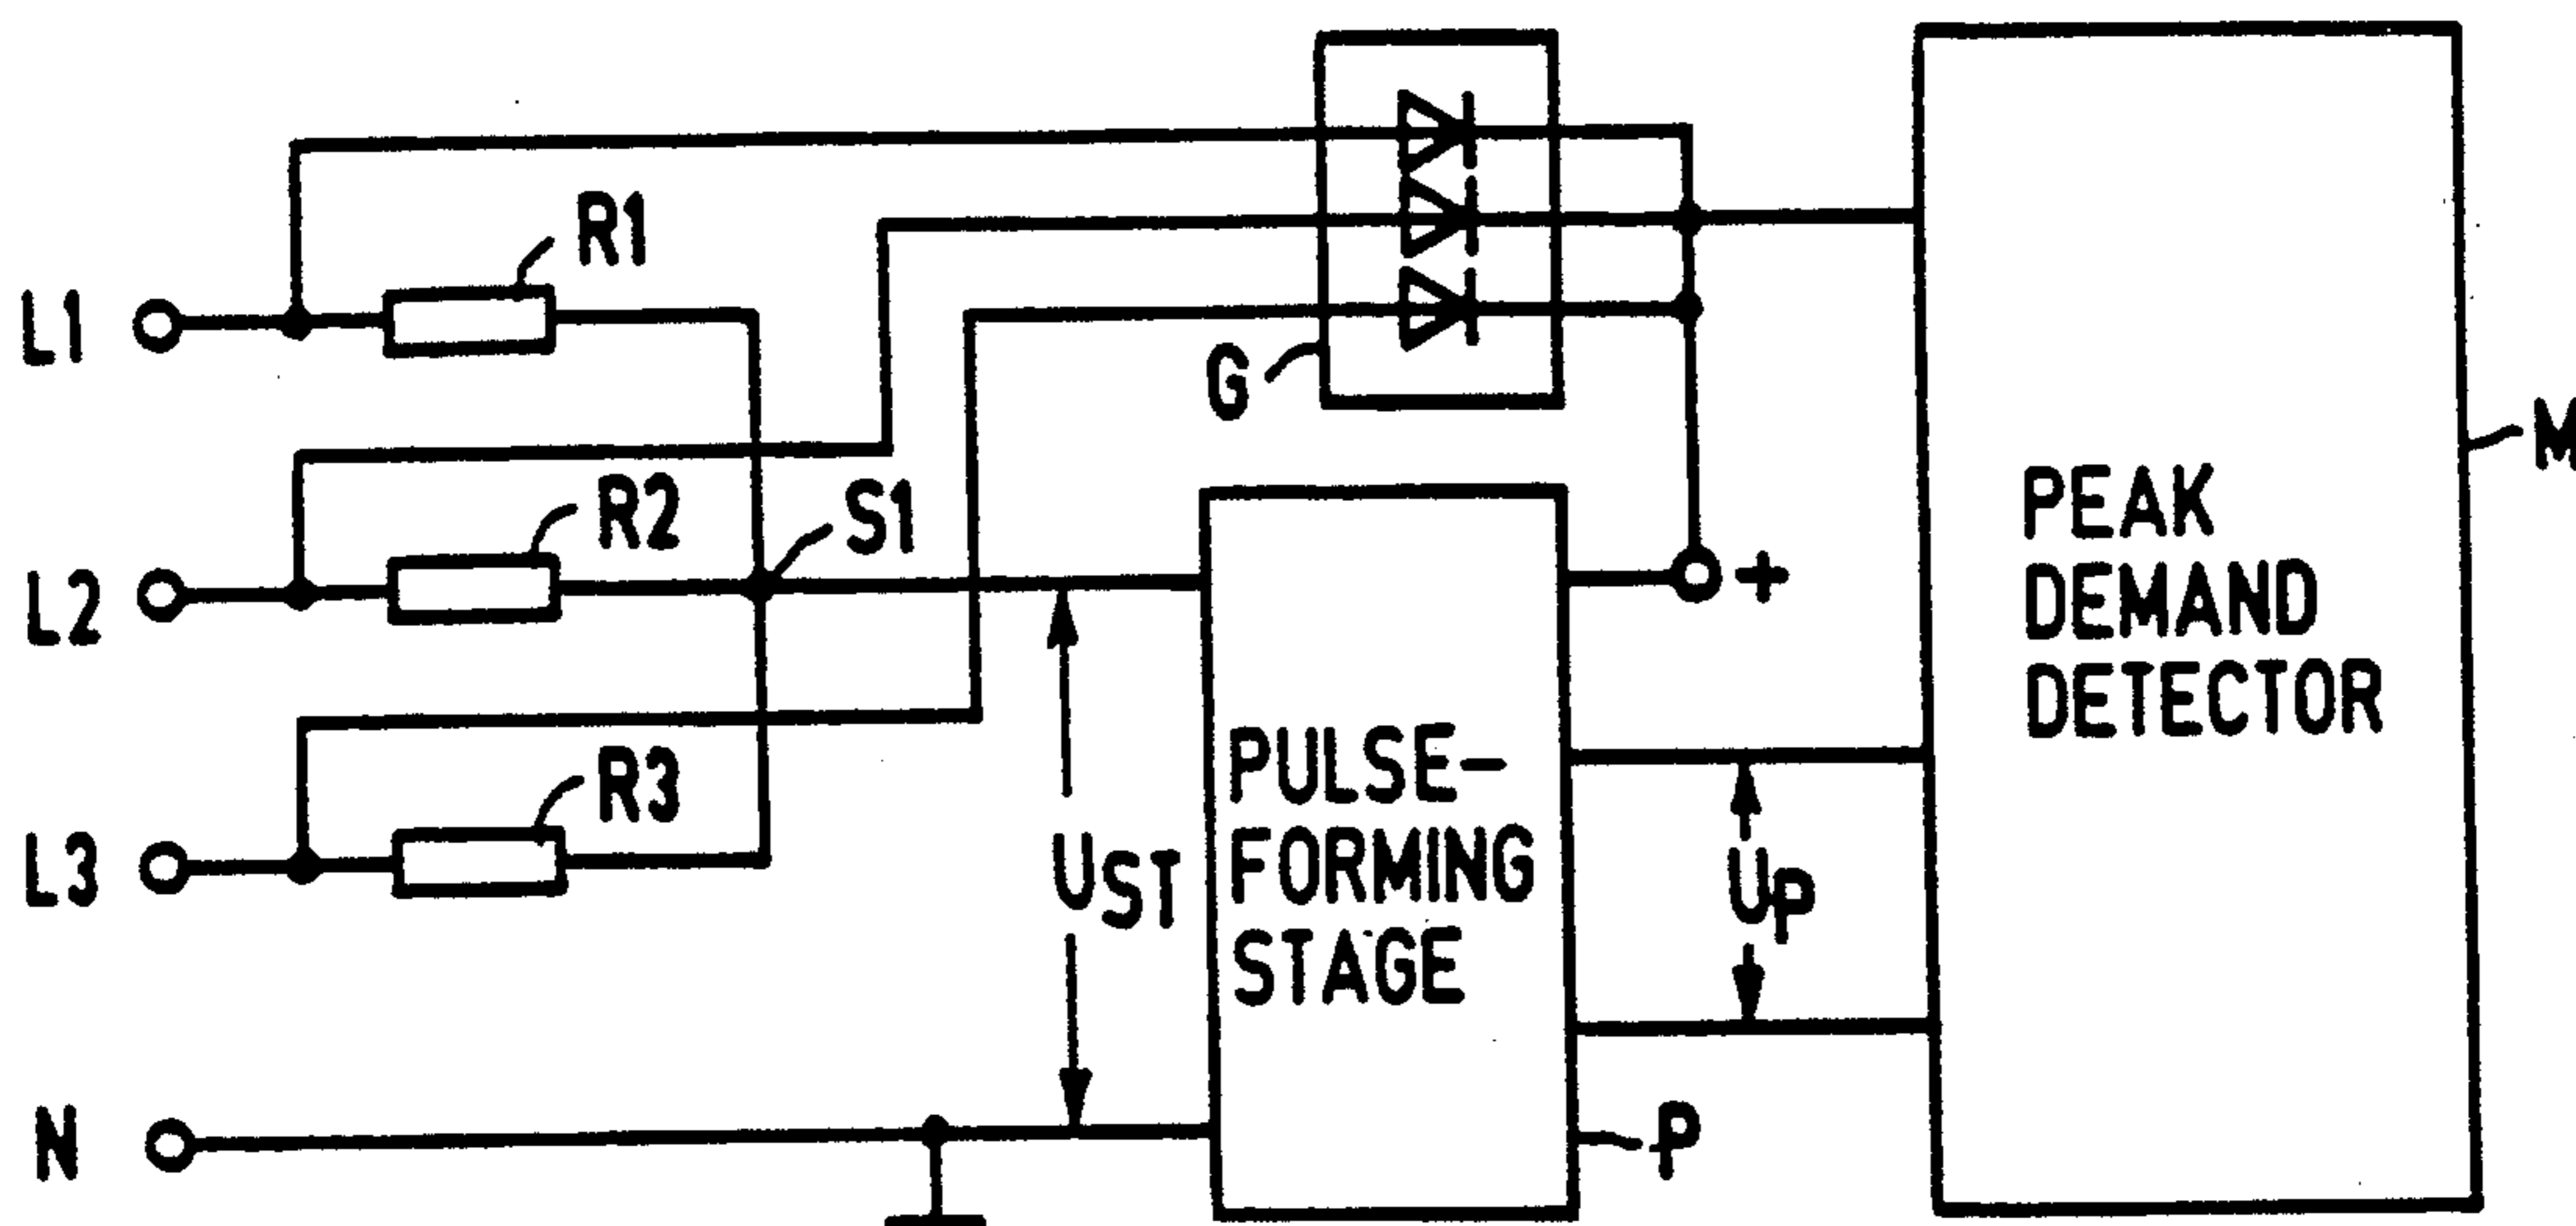 L1
R1
G
M
L2
R2
S1
+
PEAK
DEMAND
DETECTOR
L3
R3
UST
PULSE-
FORMING
STAGE
UP
N
P